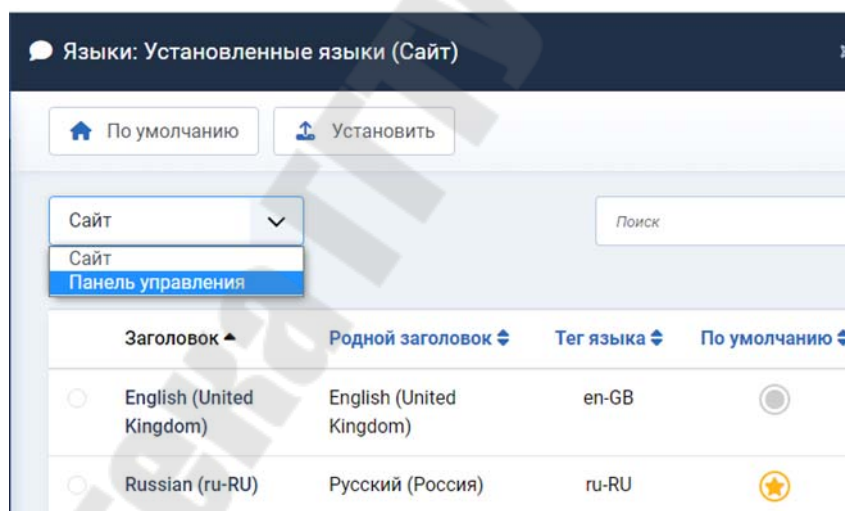 Языки: Установленные языки (Сайт)
По умолчанию Установить
Сайт Поиск
Сайт
Панель управления
Заголовок Родной заголовок Тег языка По умолчанию
English (United Kingdom) English (United Kingdom) en-GB
Russian (ru-RU) Русский (Россия) ru-RU